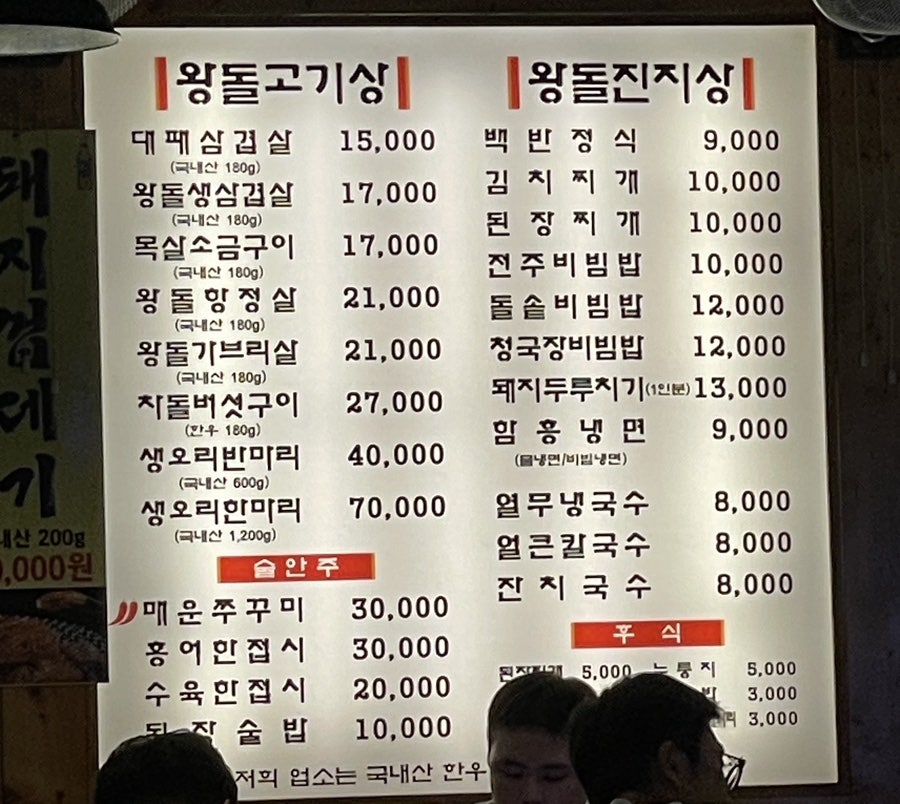 왕돌고기상
대패삼겹살 15,000
(국내산 180g)
왕돌생삼겹살 17,000
(국내산 180g)
목살소금구이 17,000
(국내산 180g)
왕돌항정살 21,000
(국내산 180g)
왕돌가브리살 21,000
(국내산 180g)
차돌버섯구이 27,000
(한우 180g)
생오리반마리 40,000
(국내산 600g)
생오리한마리 70,000
(국내산 1,200g)
술안주
매운쭈꾸미 30,000
홍어한접시 30,000
수육한접시 20,000
된장술밥 10,000
저희 업소는 국내산 한우
왕돌진지상
백반정식 9,000
김치찌개 10,000
된장찌개 10,000
전주비빔밥 10,000
돌솥비빔밥 12,000
청국장비빔밥 12,000
돼지두루치기(1인분) 13,000
함흥냉면 9,000
(물냉면/비빔냉면)
열무냉국수 8,000
얼큰칼국수 8,000
잔치국수 8,000
후식
된장찌개 5,000 누룽지 5,000
밥 3,000
3,000
돼지껍데기
내산 200g
,000원